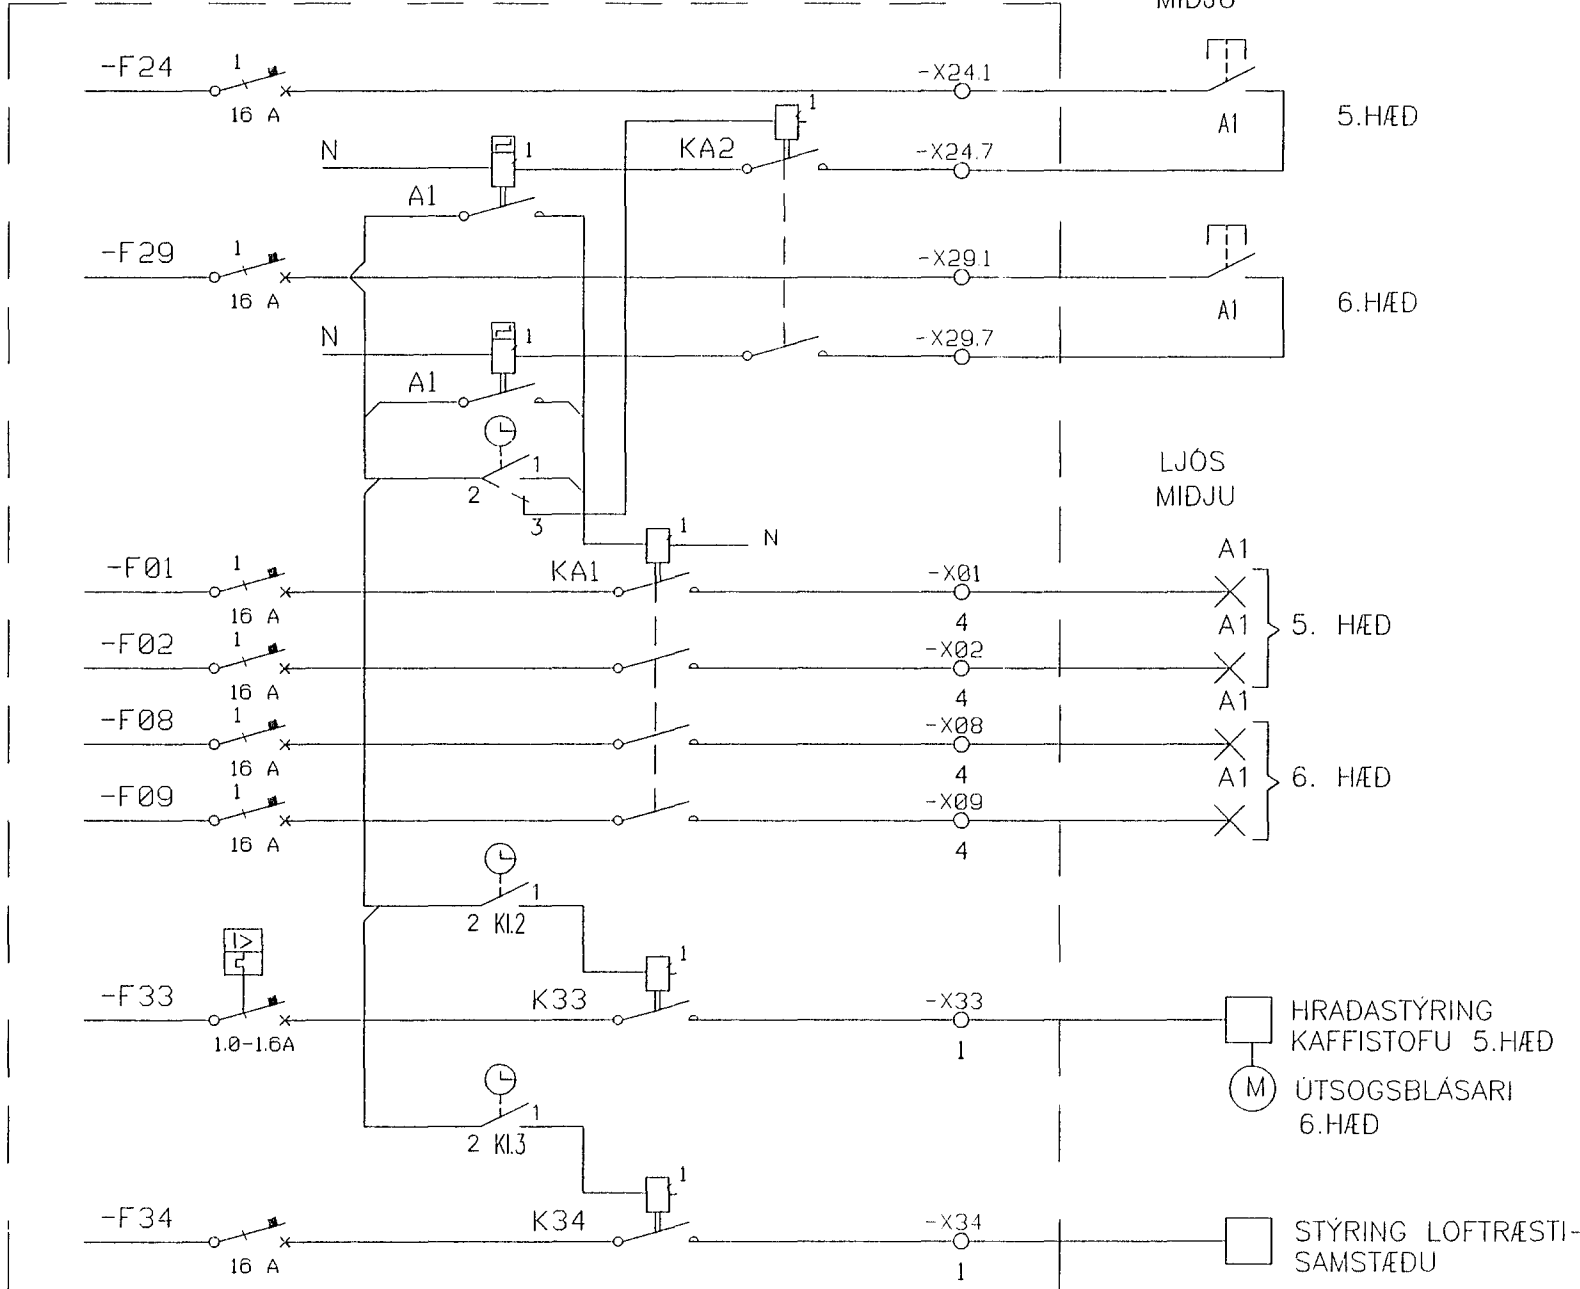 MIÐJU
-F24 1 -X24.1
16 A 1 A1 5.HÆÐ
N 1 KA2 -X24.7
A1
-F29 1 -X29.1
16 A A1 6.HÆÐ
N 1 -X29.7
A1
1
2
3
LJÓS
MIÐJU
1 N
A1
-F01 1 KA1 -X01
16 A 4 A1 5. HÆÐ
-F02 1 -X02
16 A 4 A1
-F08 1 -X08
16 A 4 A1 6. HÆÐ
-F09 1 -X09
16 A 4
1
2 Kl.2
I>
1
-F33 K33 -X33 HRAÐASTÝRING
1.0-1.6A 1 KAFFISTOFU 5.HÆÐ
M ÚTSOGSBLÁSARI
6.HÆÐ
1
2 Kl.3
1
-F34 K34 -X34 STÝRING LOFTRÆSTI-
16 A 1 SAMSTÆÐU